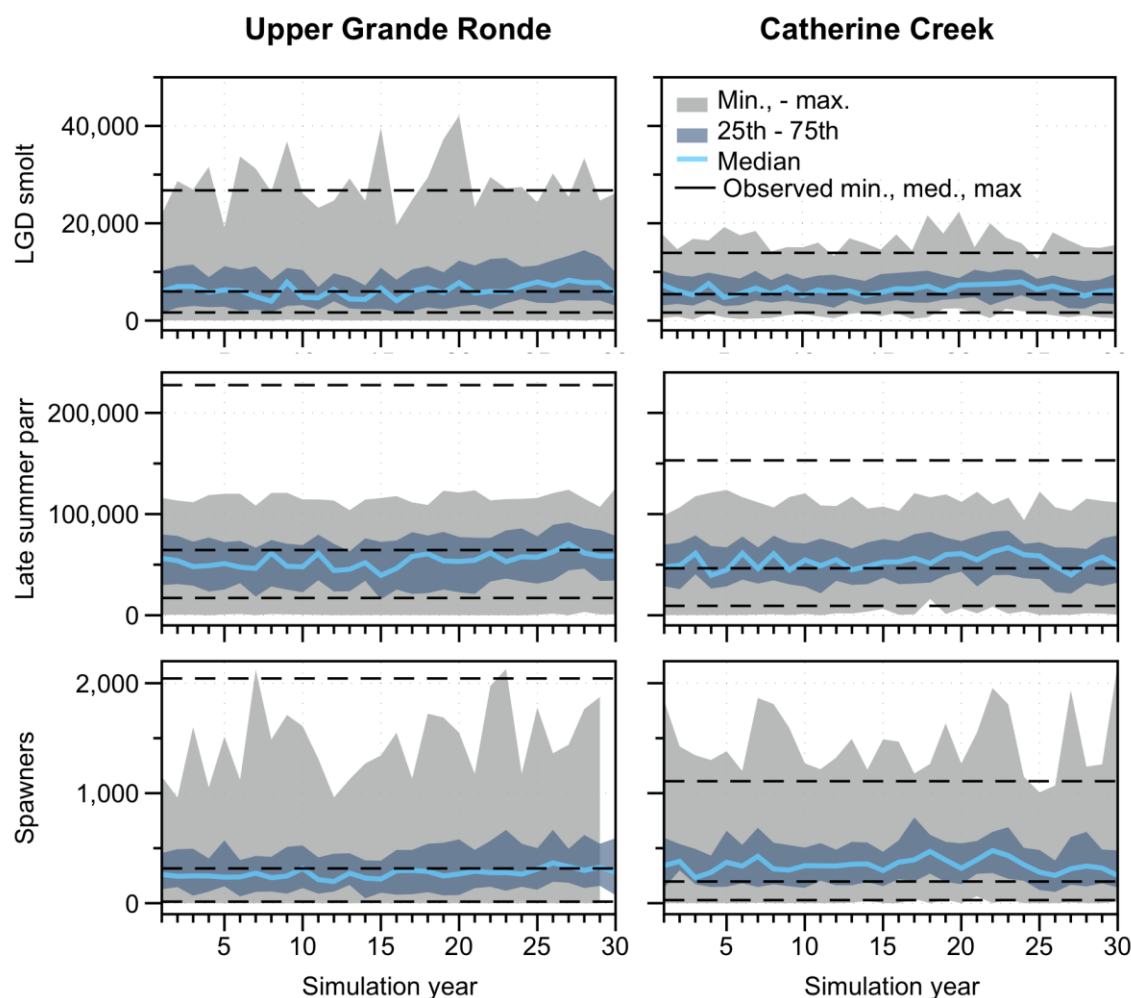 Upper Grande Ronde
Catherine Creek
LGD smolt
40,000
20,000
0
Min., - max.
25th - 75th
Median
Observed min., med., max
Late summer parr
200,000
100,000
0
Spawners
2,000
1,000
0
5 10 15 20 25 30
5 10 15 20 25 30
Simulation year
Simulation year